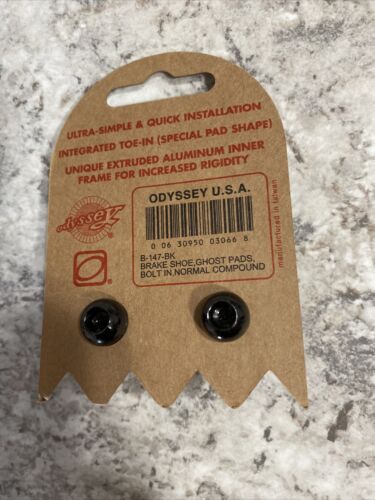 ULTRA-SIMPLE & QUICK INSTALLATION
INTEGRATED TOE-IN (SPECIAL PAD SHAPE)
UNIQUE EXTRUDED ALUMINUM INNER
FRAME FOR INCREASED RIGIDITY
odyssey
ODYSSEY U.S.A.
0 06 30950 03066 8
B-147-BK
BRAKE SHOE,GHOST PADS,
BOLT IN,NORMAL COMPOUND
manufactured in taiwan